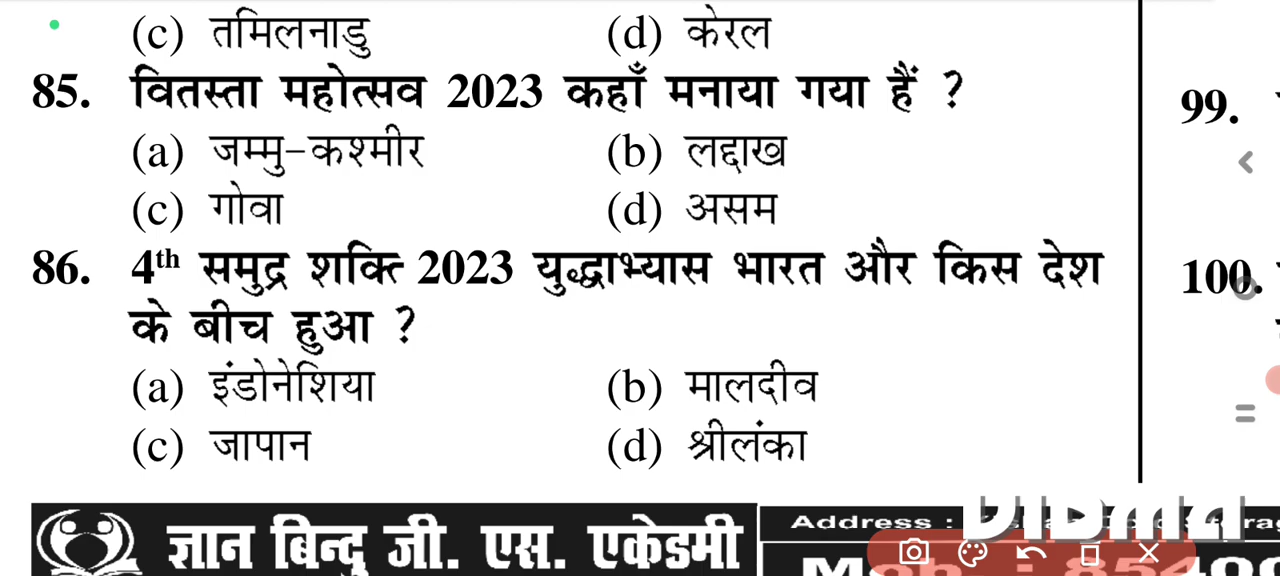 (c) तमिलनाडु (d) केरल
85. वितस्ता महोत्सव 2023 कहाँ मनाया गया हैं ?
(a) जम्मु-कश्मीर (b) लद्दाख
(c) गोवा (d) असम
86. 4th समुद्र शक्ति 2023 युद्धाभ्यास भारत और किस देश
के बीच हुआ ?
(a) इंडोनेशिया (b) मालदीव
(c) जापान (d) श्रीलंका
99.
100.
ज्ञान बिन्दु जी. एस. एकेडमी
Address :